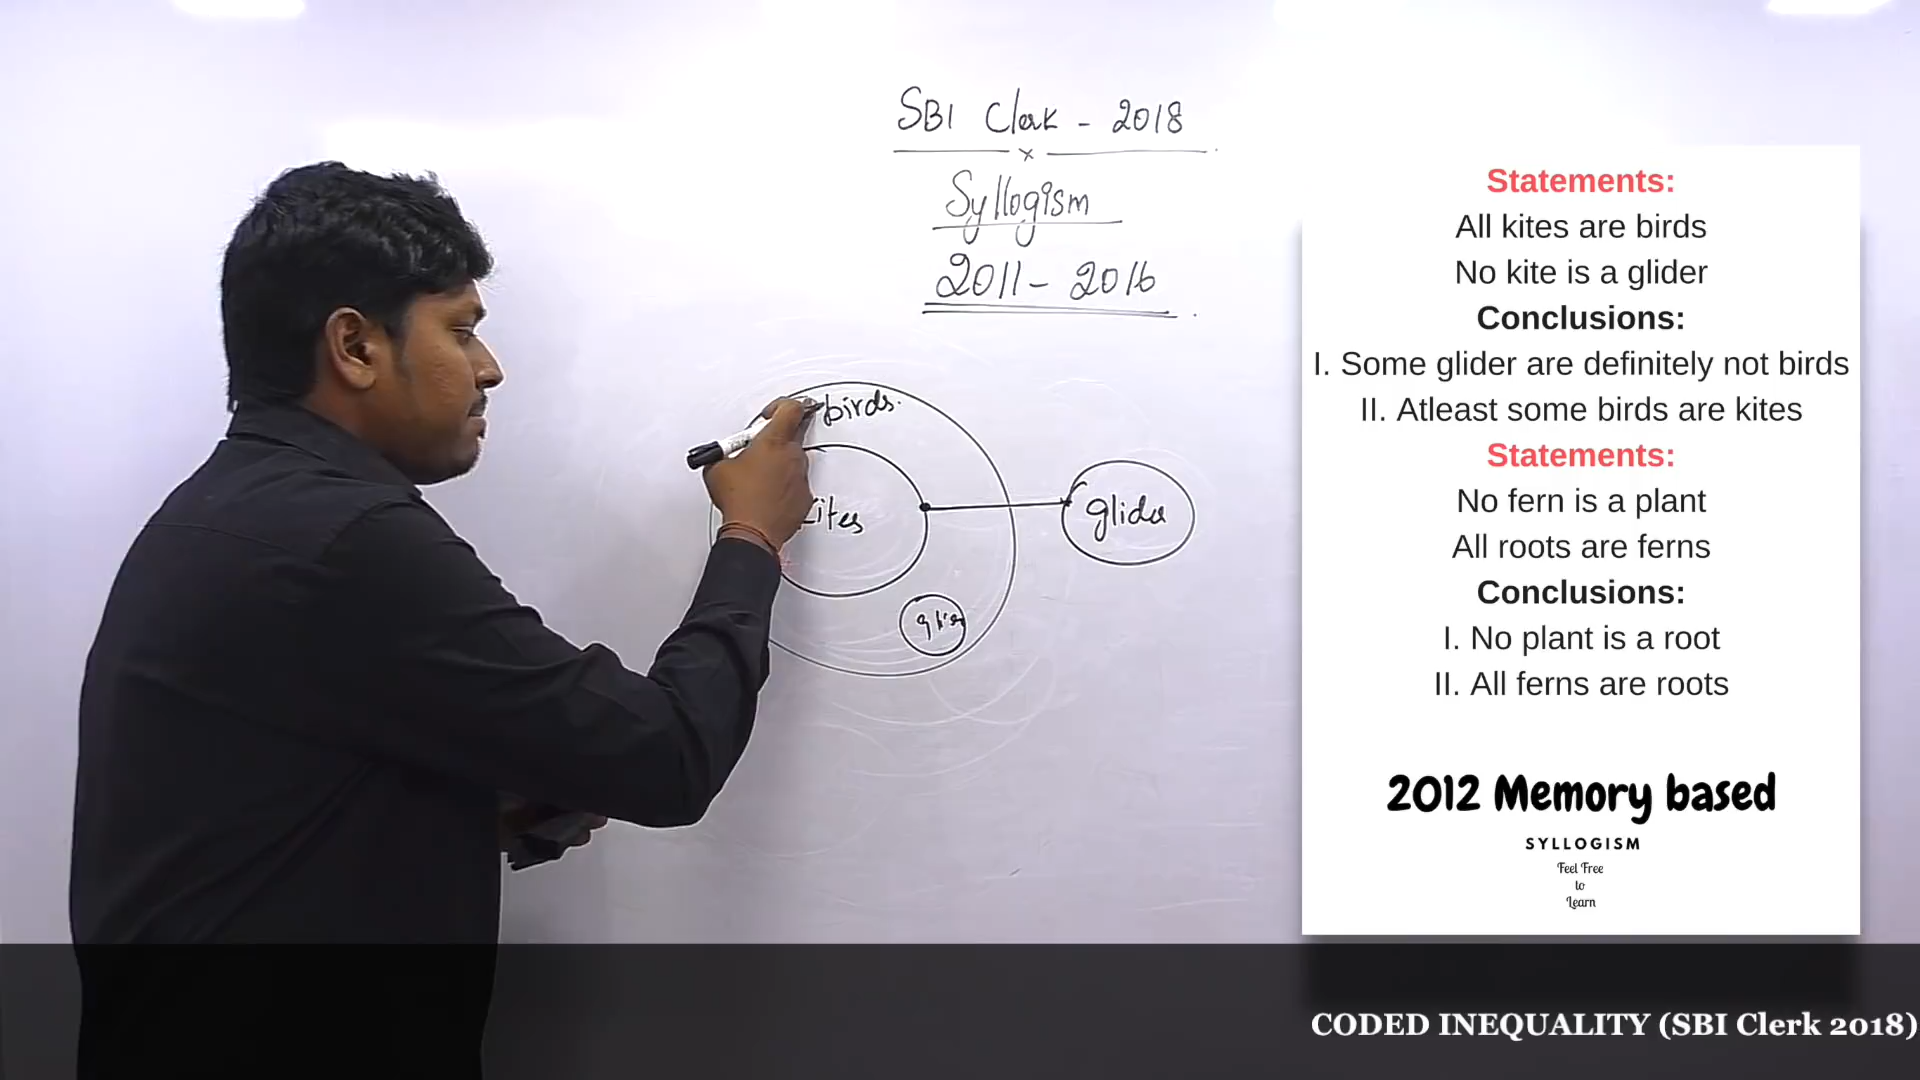 SBI Clerk - 2018
x
Syllogism
2011 - 2016
birds.
kites
glider
Statements:
All kites are birds
No kite is a glider
Conclusions:
I. Some glider are definitely not birds
II. Atleast some birds are kites
Statements:
No fern is a plant
All roots are ferns
Conclusions:
I. No plant is a root
II. All ferns are roots
2012 Memory based
SYLLOGISM
Feel Free
to
Learn
CODED INEQUALITY (SBI Clerk 2018)